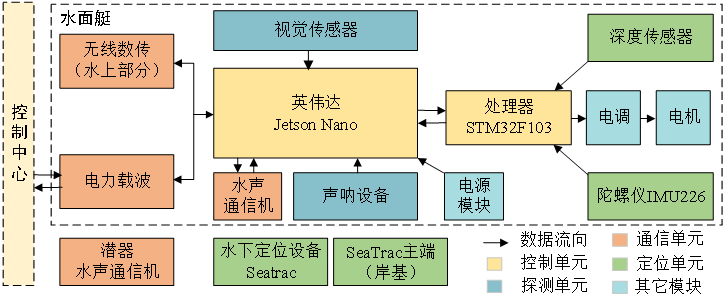 水面艇
控制中心
无线数传
（水上部分）
视觉传感器
深度传感器
英伟达
Jetson Nano
处理器
STM32F103
电调
电机
电力载波
水声
通信机
声呐设备
电源
模块
陀螺仪IMU226
潜器
水声通信机
水下定位设备
Seatrac
SeaTrac主端
（岸基）
数据流向
通信单元
控制单元
定位单元
探测单元
其它模块